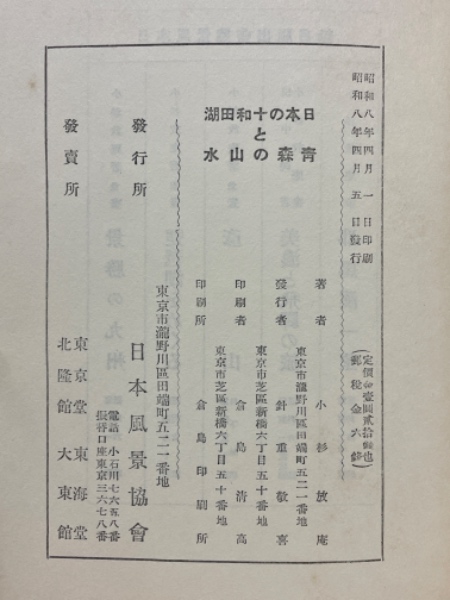 昭和八年四月一日印刷
昭和八年四月五日發行
(定價金壹圓貳拾錢也
郵稅金六錢)
日本の十和田湖
と
青森の山水
著者 小杉放庵
東京市瀧野川區田端町五二一番地
發行者 針重敬喜
東京市芝區新橋六丁目五十番地
印刷者 倉島清高
東京市芝區新橋六丁目五十番地
印刷所 倉島印刷所
東京市瀧野川區田端町五二一番地
發行所 日本風景協會
電話小石川七六五八番
振替口座東京三六七八番
發賣所 東京堂 東海堂
北隆館 大東館